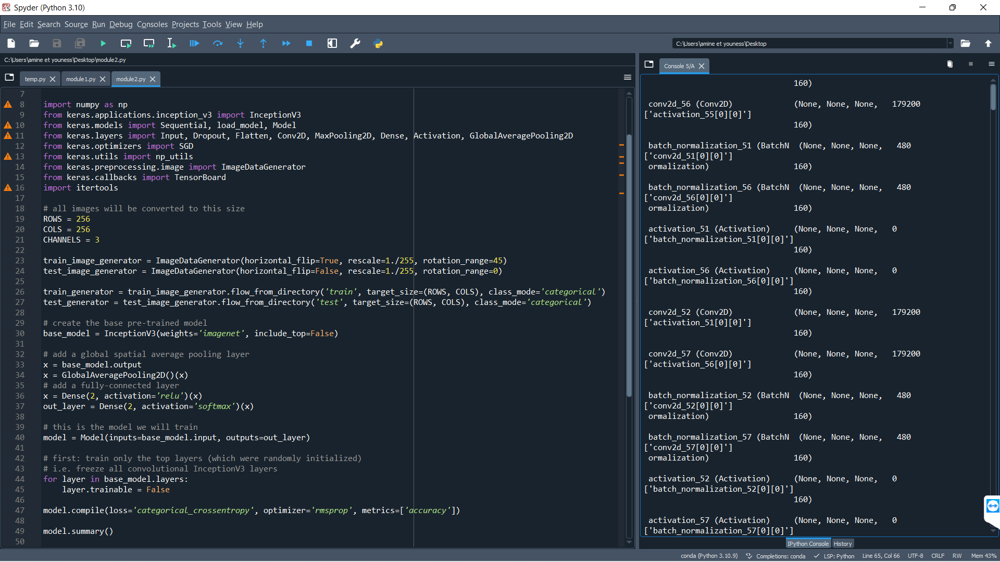 Spyder (Python 3.10)
File Edit Search Source Run Debug Consoles Projects Tools View Help
C:\Users\amine et youness\Desktop
C:\Users\amine et youness\Desktop\module2.py
temp.py module1.py module2.py
7
8 import numpy as np
9 from keras.applications.inception_v3 import InceptionV3
10 from keras.models import Sequential, load_model, Model
11 from keras.layers import Input, Dropout, Flatten, Conv2D, MaxPooling2D, Dense, Activation, GlobalAveragePooling2D
12 from keras.optimizers import SGD
13 from keras.utils import np_utils
14 from keras.preprocessing.image import ImageDataGenerator
15 from keras.callbacks import TensorBoard
16 import itertools
17
18 # all images will be converted to this size
19 ROWS = 256
20 COLS = 256
21 CHANNELS = 3
22
23 train_image_generator = ImageDataGenerator(horizontal_flip=True, rescale=1./255, rotation_range=45)
24 test_image_generator = ImageDataGenerator(horizontal_flip=False, rescale=1./255, rotation_range=0)
25
26 train_generator = train_image_generator.flow_from_directory('train', target_size=(ROWS, COLS), class_mode='categorical')
27 test_generator = test_image_generator.flow_from_directory('test', target_size=(ROWS, COLS), class_mode='categorical')
28
29 # create the base pre-trained model
30 base_model = InceptionV3(weights='imagenet', include_top=False)
31
32 # add a global spatial average pooling layer
33 x = base_model.output
34 x = GlobalAveragePooling2D()(x)
35 # add a fully-connected layer
36 x = Dense(2, activation='relu')(x)
37 out_layer = Dense(2, activation='softmax')(x)
38
39 # this is the model we will train
40 model = Model(inputs=base_model.input, outputs=out_layer)
41
42 # first: train only the top layers (which were randomly initialized)
43 # i.e. freeze all convolutional InceptionV3 layers
44 for layer in base_model.layers:
45     layer.trainable = False
46
47 model.compile(loss='categorical_crossentropy', optimizer='rmsprop', metrics=['accuracy'])
48
49 model.summary()
50
Console 5/A
160)
conv2d_56 (Conv2D) (None, None, None, 179200
['activation_55[0][0]']
160)
batch_normalization_51 (BatchN (None, None, None, 480
['conv2d_51[0][0]']
ormalization) 160)
batch_normalization_56 (BatchN (None, None, None, 480
['conv2d_56[0][0]']
ormalization) 160)
activation_51 (Activation) (None, None, None, 0
['batch_normalization_51[0][0]']
160)
activation_56 (Activation) (None, None, None, 0
['batch_normalization_56[0][0]']
160)
conv2d_52 (Conv2D) (None, None, None, 179200
['activation_51[0][0]']
160)
conv2d_57 (Conv2D) (None, None, None, 179200
['activation_56[0][0]']
160)
batch_normalization_52 (BatchN (None, None, None, 480
['conv2d_52[0][0]']
ormalization) 160)
batch_normalization_57 (BatchN (None, None, None, 480
['conv2d_57[0][0]']
ormalization) 160)
activation_52 (Activation) (None, None, None, 0
['batch_normalization_52[0][0]']
160)
activation_57 (Activation) (None, None, None, 0
['batch_normalization_57[0][0]']
IPython Console History
conda (Python 3.10.9) Completions: conda LSP: Python Line 65, Col 66 UTF-8 CRLF RW Mem 43%